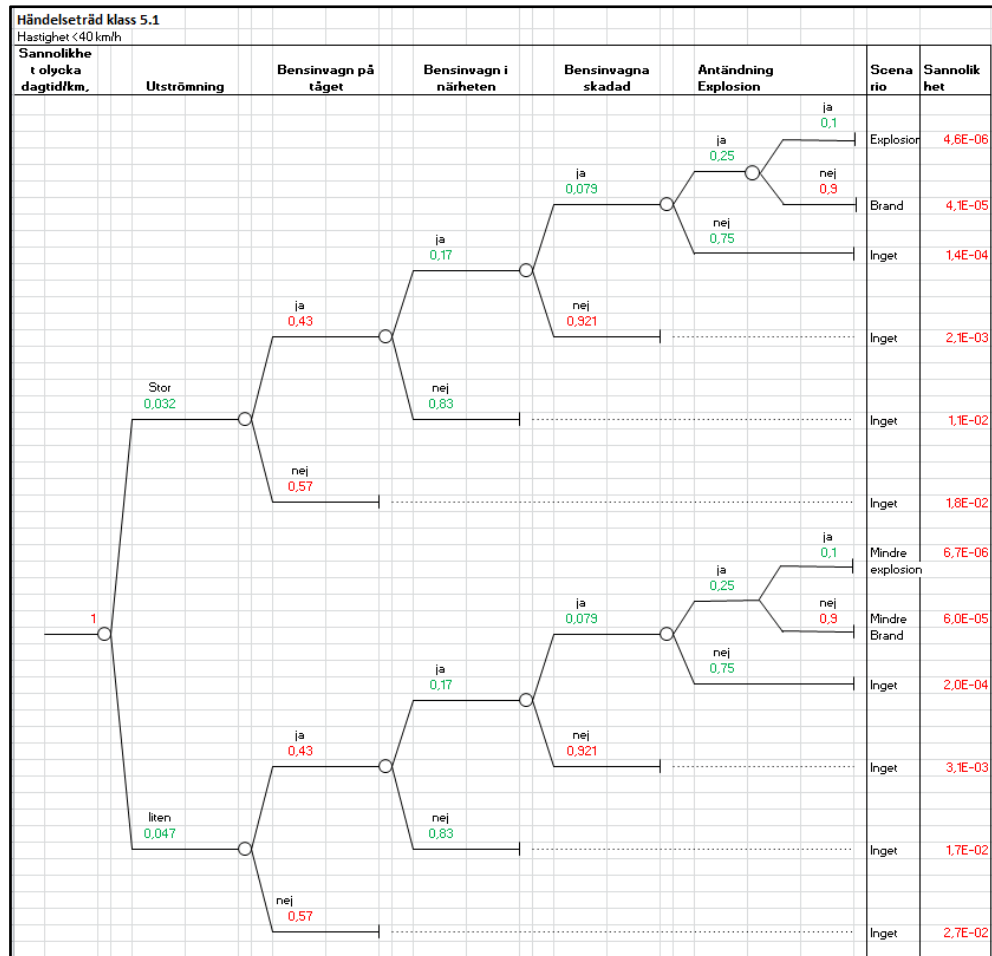 Händelseträd klass 5.1
Hastighet <40 km/h
Sannolikhe
t olycka
dagtid/km,
Utströmning
Bensinvagn på
tåget
Bensinvagn i
närheten
Bensinvagna
skadad
Antändning
Explosion
Scena
rio
Sannolik
het
ja
0,1
Explosion 4,6E-06
ja
0,25
nej
0,9
Brand 4,1E-05
ja
0,079
nej
0,75
Inget 1,4E-04
ja
0,17
nej
0,921
Inget 2,1E-03
ja
0,43
nej
0,83
Inget 1,1E-02
Stor
0,032
nej
0,57
Inget 1,8E-02
ja
0,1
Mindre 6,7E-06
explosion
ja
0,25
nej
0,9
Mindre 6,0E-05
Brand
1
ja
0,079
nej
0,75
Inget 2,0E-04
ja
0,17
nej
0,921
Inget 3,1E-03
ja
0,43
nej
0,83
Inget 1,7E-02
liten
0,047
nej
0,57
Inget 2,7E-02